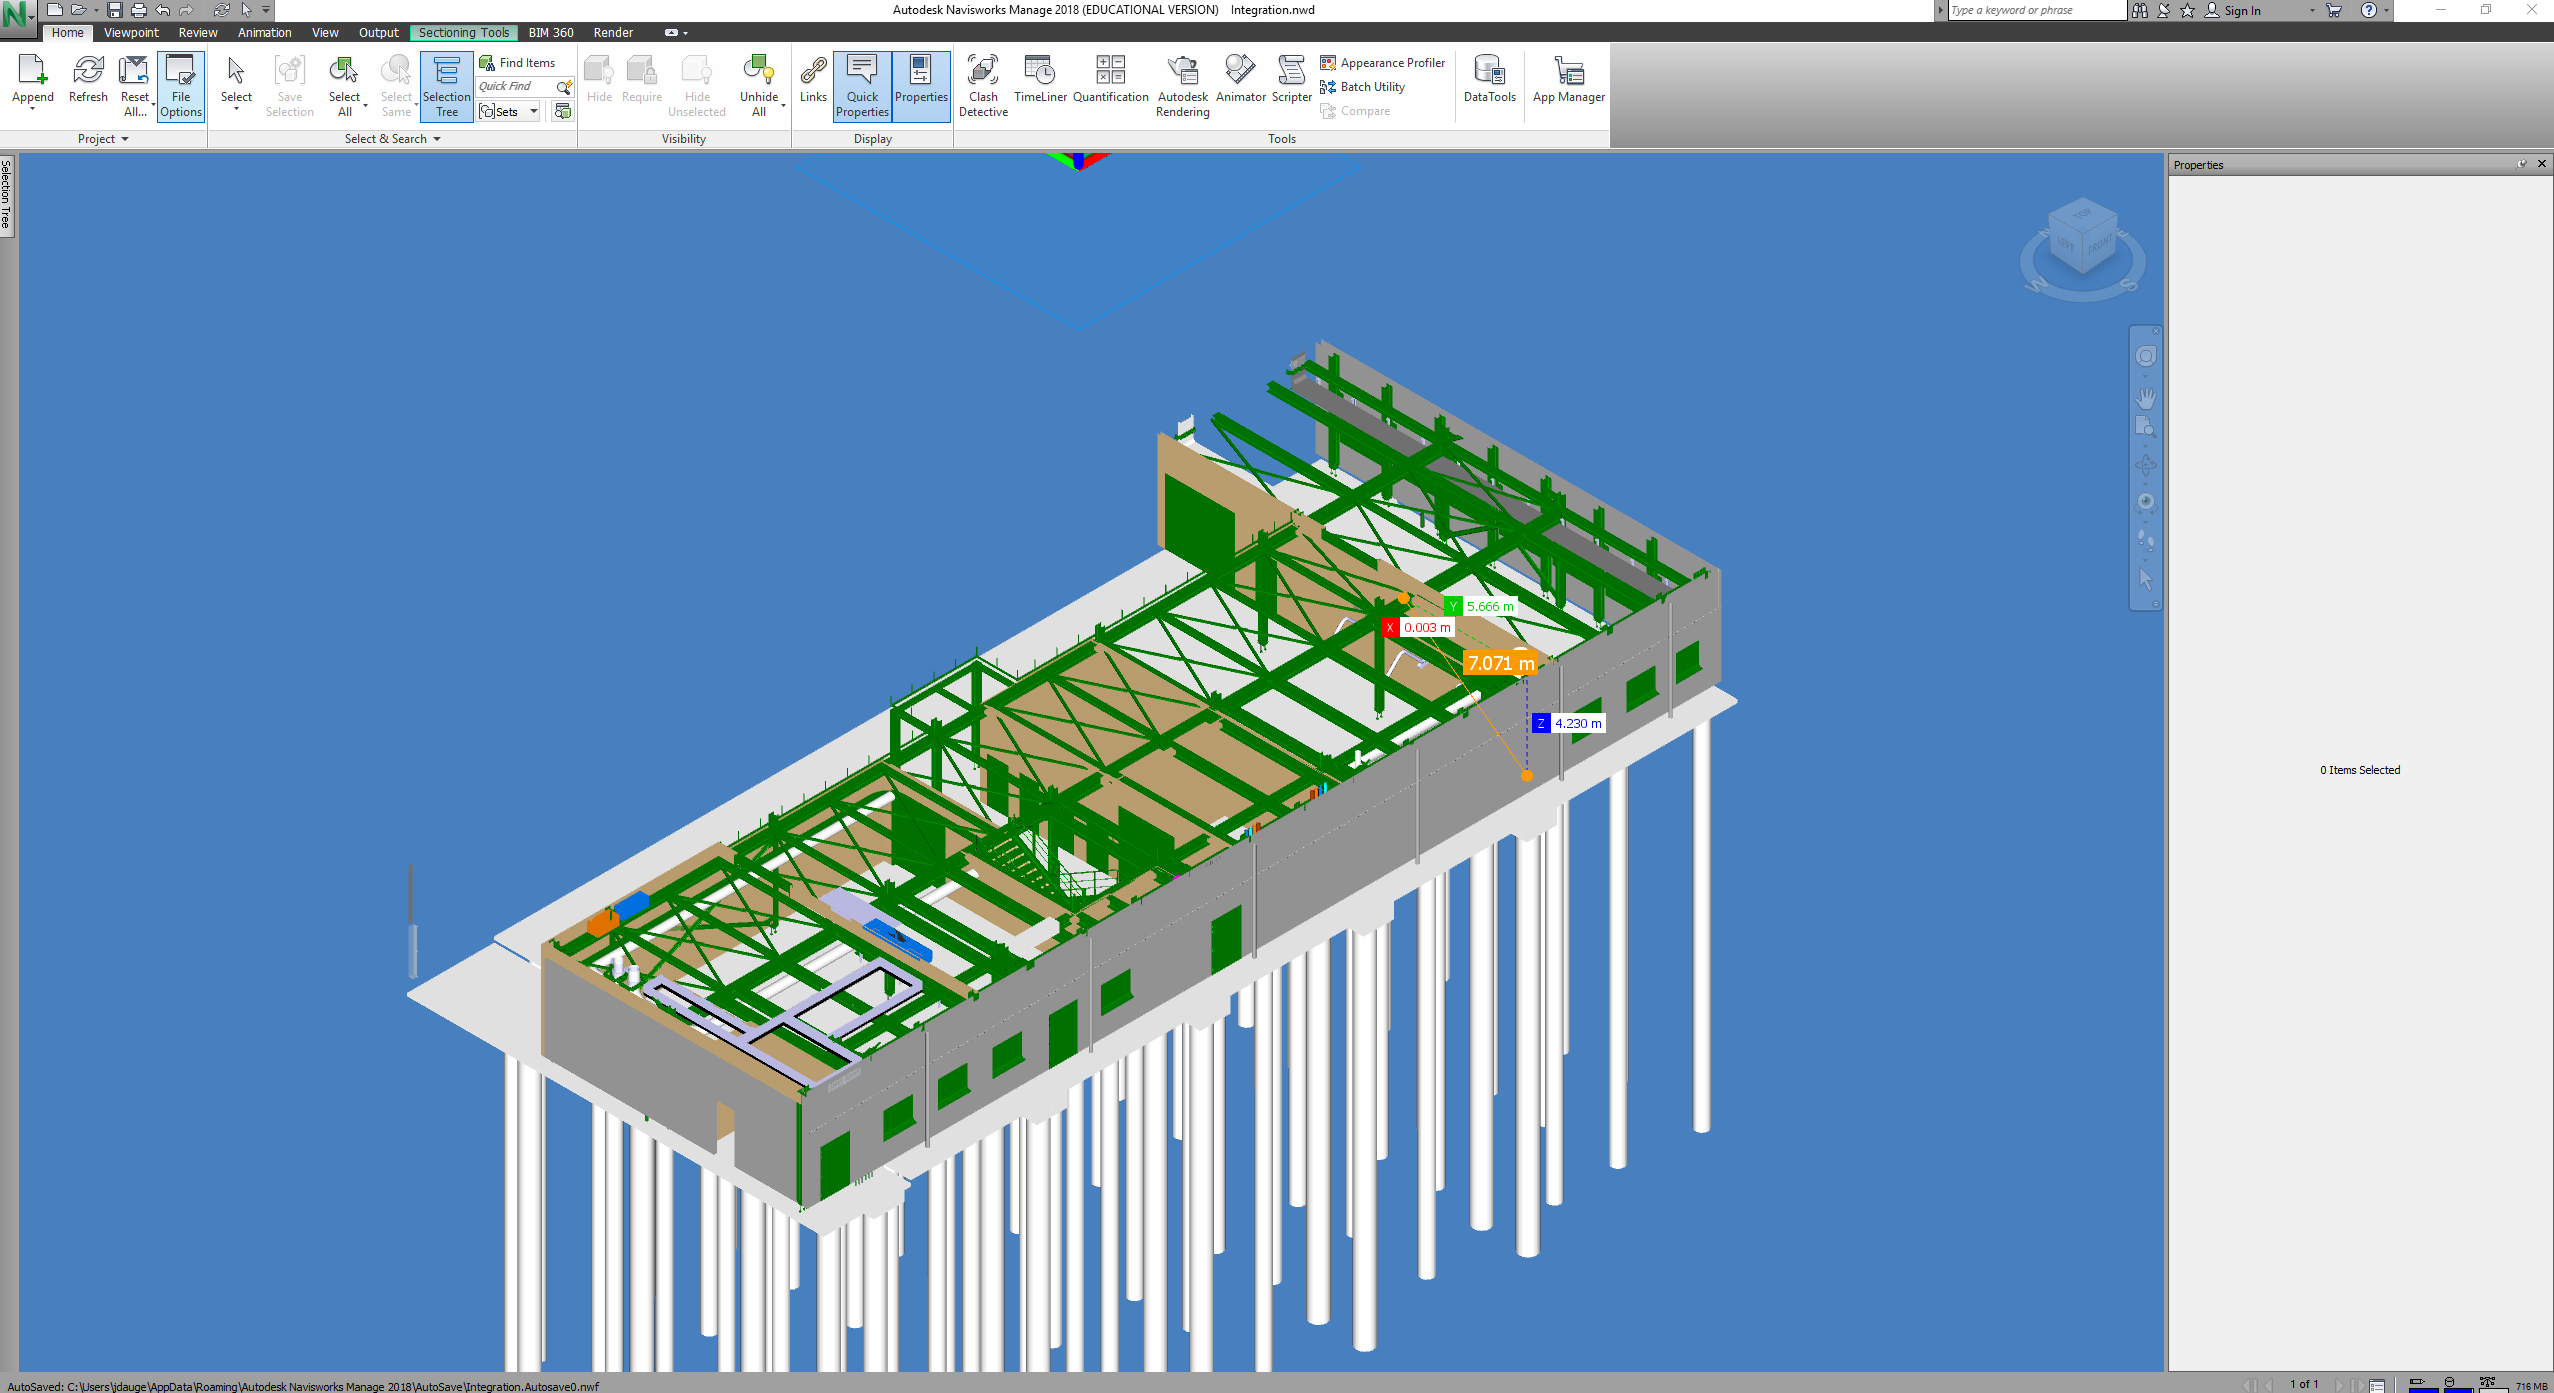 Autodesk Navisworks Manage 2018 (EDUCATIONAL VERSION) Integration.nwd
Type a keyword or phrase
Sign In
Home Viewpoint Review Animation View Output Sectioning Tools BIM 360 Render
Append
Refresh
Reset All...
File Options
Select
Save Selection
Select All
Select Same
Selection Tree
Find Items
Quick Find
Sets
Hide
Require
Hide Unselected
Unhide All
Links
Quick Properties
Properties
Clash Detective
TimeLiner
Quantification
Autodesk Rendering
Animator
Scripter
Appearance Profiler
Batch Utility
Compare
DataTools
App Manager
Project
Select & Search
Visibility
Display
Tools
Selection Tree
Properties
TOP
LEFT
FRONT
W
S
Y 5.666 m
X 0.003 m
7.071 m
Z 4.230 m
0 Items Selected
AutoSaved: C:\Users\jdauge\AppData\Roaming\Autodesk Navisworks Manage 2018\AutoSave\Integration.Autosave0.nwf
1 of 1
716 MB